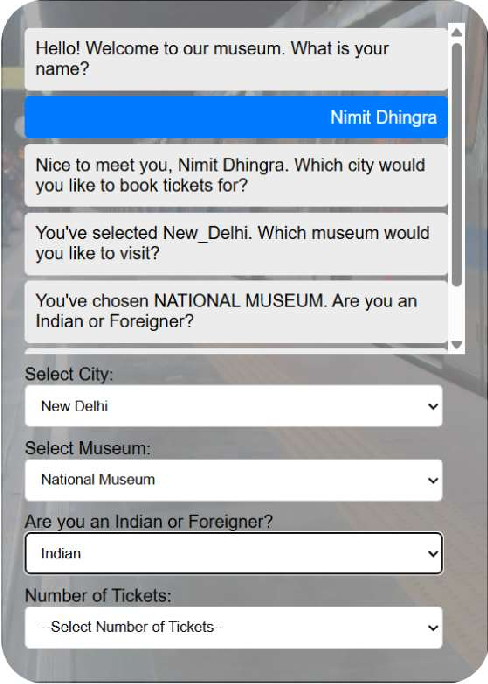 Hello! Welcome to our museum. What is your
name?
Nimit Dhingra
Nice to meet you, Nimit Dhingra. Which city would
you like to book tickets for?
You've selected New_Delhi. Which museum would
you like to visit?
You've chosen NATIONAL MUSEUM. Are you an
Indian or Foreigner?
Select City:
New Delhi
Select Museum:
National Museum
Are you an Indian or Foreigner?
Indian
Number of Tickets:
--Select Number of Tickets--